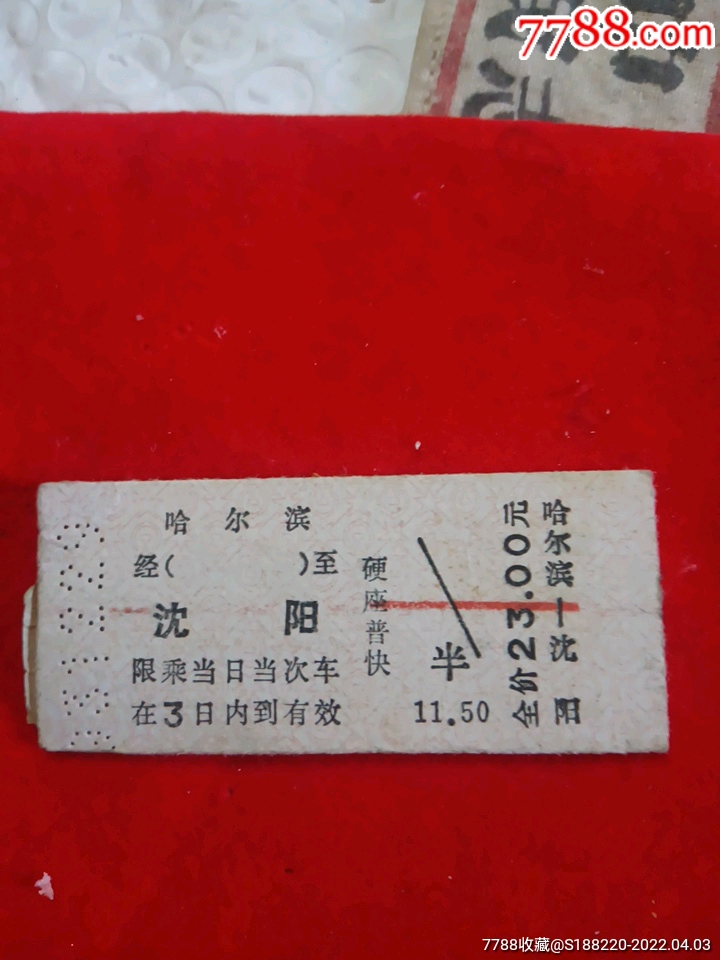 7788.com
哈尔滨
经( )至
沈阳
限乘当日当次车
在3日内到有效
硬座普快
半
11.50
全价23.00元
哈尔滨—沈阳
7788收藏@S188220-2022.04.03